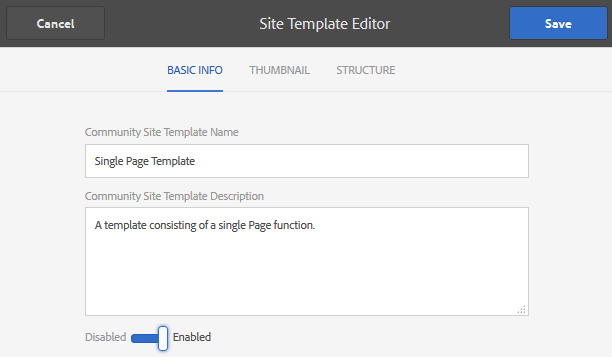 Cancel Site Template Editor Save
BASIC INFO THUMBNAIL STRUCTURE
Community Site Template Name
Single Page Template
Community Site Template Description
A template consisting of a single Page function.
Disabled Enabled